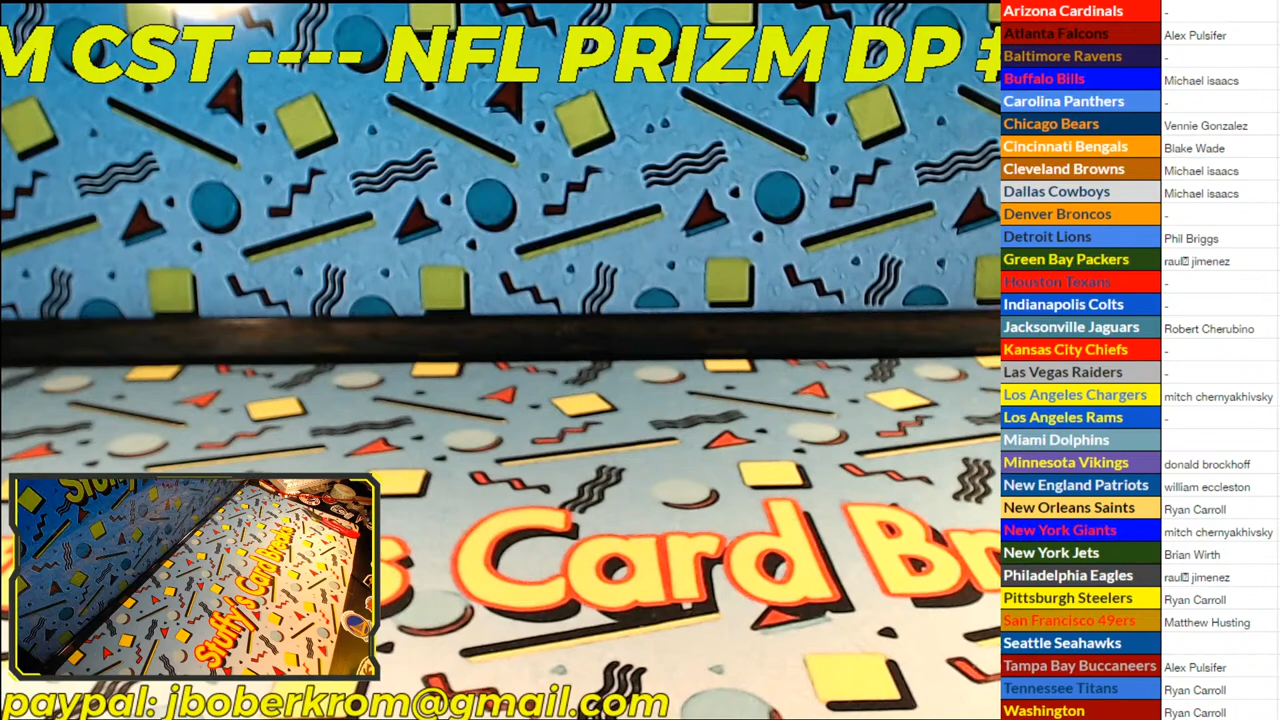 M CST ---- NFL PRIZM DP #
Arizona Cardinals -
Atlanta Falcons Alex Pulsifer
Baltimore Ravens -
Buffalo Bills Michael isaacs
Carolina Panthers -
Chicago Bears Vennie Gonzalez
Cincinnati Bengals Blake Wade
Cleveland Browns Michael isaacs
Dallas Cowboys Michael isaacs
Denver Broncos -
Detroit Lions Phil Briggs
Green Bay Packers raul jimenez
Houston Texans -
Indianapolis Colts -
Jacksonville Jaguars Robert Cherubino
Kansas City Chiefs -
Las Vegas Raiders -
Los Angeles Chargers mitch chernyakhivsky
Los Angeles Rams -
Miami Dolphins
Minnesota Vikings donald brockhoff
New England Patriots william eccleston
New Orleans Saints Ryan Carroll
New York Giants mitch chernyakhivsky
New York Jets Brian Wirth
Philadelphia Eagles raul jimenez
Pittsburgh Steelers Ryan Carroll
San Francisco 49ers Matthew Husting
Seattle Seahawks
Tampa Bay Buccaneers Alex Pulsifer
Tennessee Titans Ryan Carroll
Washington Ryan Carroll
s Card Br
Stuffy's Card Breaks
paypal: jboberkrom@gmail.com